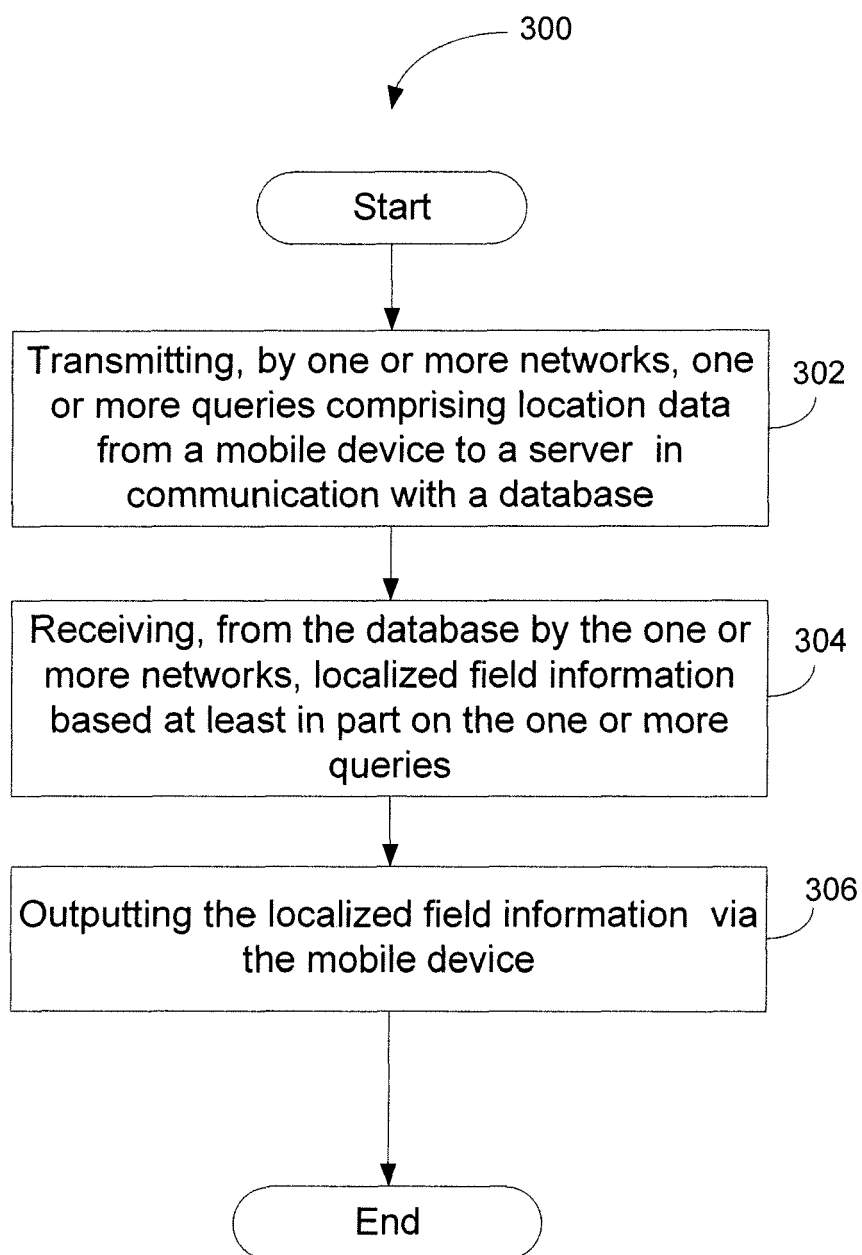 300
Start
Transmitting, by one or more networks, one
or more queries comprising location data
from a mobile device to a server in
communication with a database
302
Receiving, from the database by the one or
more networks, localized field information
based at least in part on the one or more
queries
304
Outputting the localized field information via
the mobile device
306
End